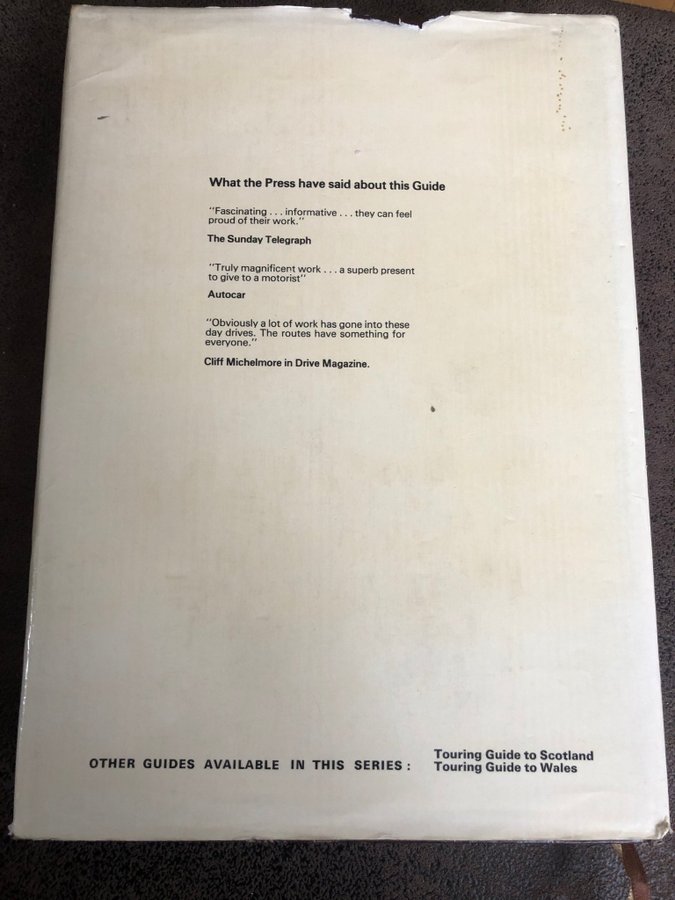 What the Press have said about this Guide
"Fascinating . . . informative . . . they can feel
proud of their work."
The Sunday Telegraph
"Truly magnificent work . . . a superb present
to give to a motorist"
Autocar
"Obviously a lot of work has gone into these
day drives. The routes have something for
everyone."
Cliff Michelmore in Drive Magazine.
OTHER GUIDES AVAILABLE IN THIS SERIES :
Touring Guide to Scotland
Touring Guide to Wales